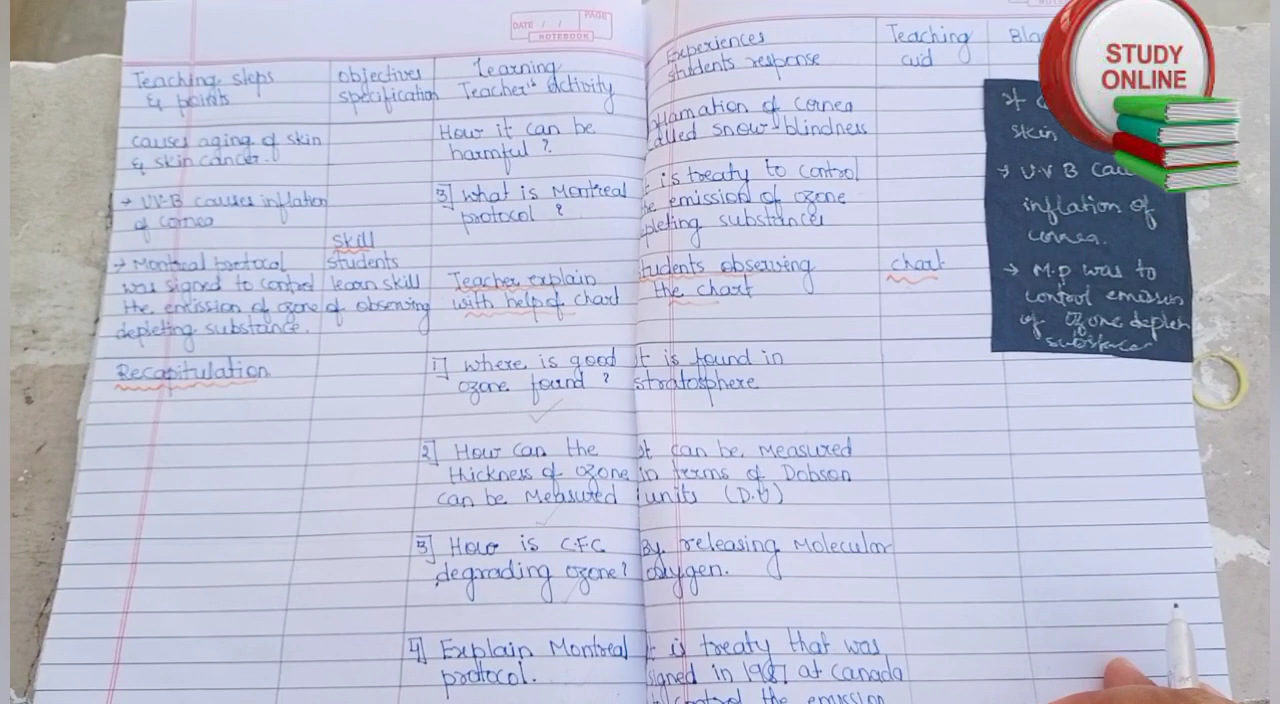 DATE / /
PAGE
NOTEBOOK
Teaching steps
& points
objectives
specification
Learning
Teacher's activity
Experiences
students response
Teaching
aid
causes aging of skin
& skin cancer.
How it can be
harmful ?
called snow-blindness
of cornea
→ UV-B causes inflation
of cornea
3] What is Montreal
protocol ?
is treaty to control
emission of ozone
substances
skill
students
learn skill
of observing
→ Montreal protocol
was signed to control
the emission of ozone
depleting substance.
Teacher explain
with help of chart
students observing
the chart
chart
skin
→ U.V B
inflation of
cornea.
→ M.P was to
control emission
of Ozone
Recapitulation
1] Where is good
ozone found ?
It is found in
stratosphere
2] How can the
thickness of ozone
can be Measured
It can be Measured
in terms of Dobson
units (D.U)
3] How is CFC
degrading ozone?
By releasing Molecular
oxygen.
4] Explain Montreal
protocol.
It is treaty that was
signed in 1987 at Canada
control the emission
STUDY
ONLINE